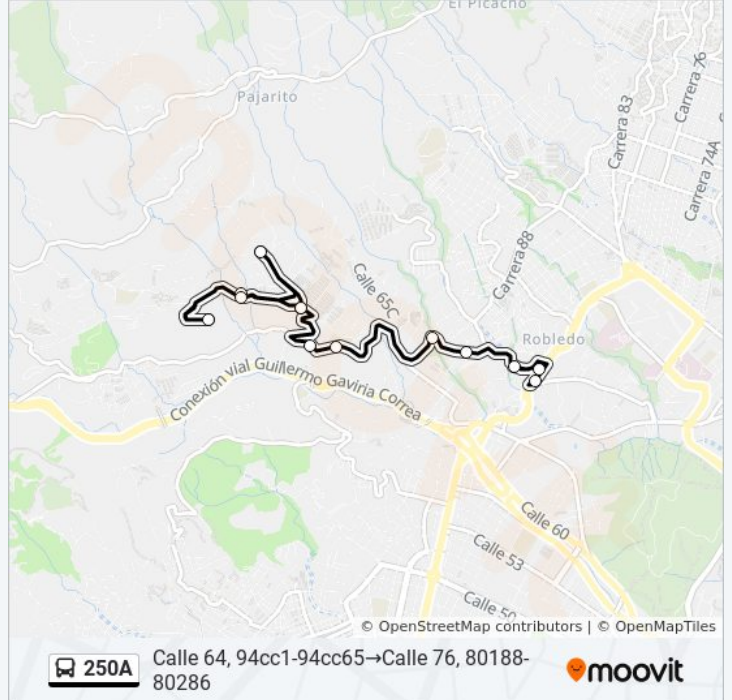 El Picacho
Pajarito
Carrera 83
Carrera 76
Carrera 74A
Carrera 88
Calle 65C
Robledo
Conexión vial Guillermo Gaviria Correa
Calle 60
Calle 53
Calle 50
© OpenStreetMap contributors | © OpenMapTiles
250A
Calle 64, 94cc1-94cc65→Calle 76, 80188-
80286
moovit